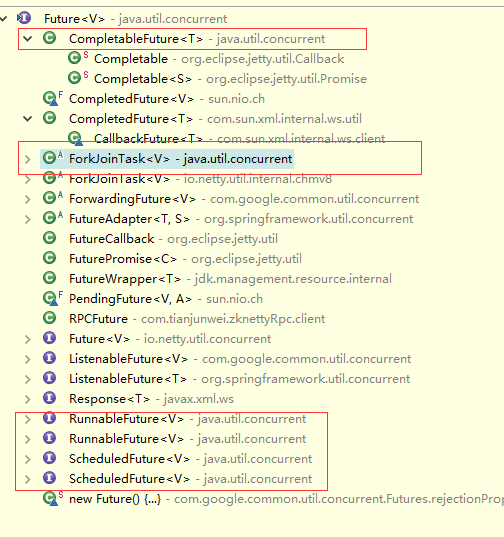 Future<V> - java.util.concurrent
CompletableFuture<T> - java.util.concurrent
Completable - org.eclipse.jetty.util.Callback
Completable<S> - org.eclipse.jetty.util.Promise
CompletedFuture<V> - sun.nio.ch
CompletedFuture<T> - com.sun.xml.internal.ws.util
CallbackFuture<T> - com.sun.xml.internal.ws.client
ForkJoinTask<V> - java.util.concurrent
ForkJoinTask<V> - io.netty.util.internal.chmv8
ForwardingFuture<V> - com.google.common.util.concurrent
FutureAdapter<T, S> - org.springframework.util.concurrent
FutureCallback - org.eclipse.jetty.util
FuturePromise<C> - org.eclipse.jetty.util
FutureWrapper<T> - jdk.management.resource.internal
PendingFuture<V, A> - sun.nio.ch
RPCFuture - com.tianjunwei.zknettyRpc.client
Future<V> - io.netty.util.concurrent
ListenableFuture<V> - com.google.common.util.concurrent
ListenableFuture<T> - org.springframework.util.concurrent
Response<T> - javax.xml.ws
RunnableFuture<V> - java.util.concurrent
RunnableFuture<V> - java.util.concurrent
ScheduledFuture<V> - java.util.concurrent
ScheduledFuture<V> - java.util.concurrent
new Future() {...} - com.google.common.util.concurrent.Futures.rejectionProp